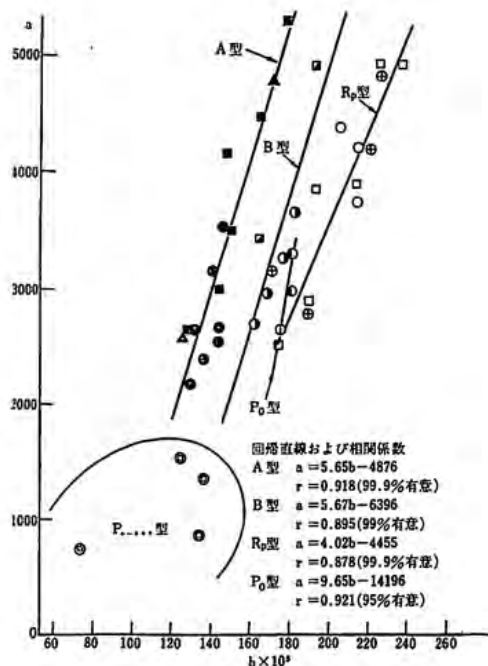 a
5000
4000
3000
2000
1000
0
A型
B型
Rp型
P₀型
P......型
回帰直線および相関係数
A型 a=5.65b−4876
r=0.918(99.9%有意)
B型 a=5.67b−6396
r=0.895(99%有意)
Rp型 a=4.02b−4455
r=0.878(99.9%有意)
P₀型 a=9.65b−14196
r=0.921(95%有意)
60 80 100 120 140 160 180 200 220 240 260
b×10³